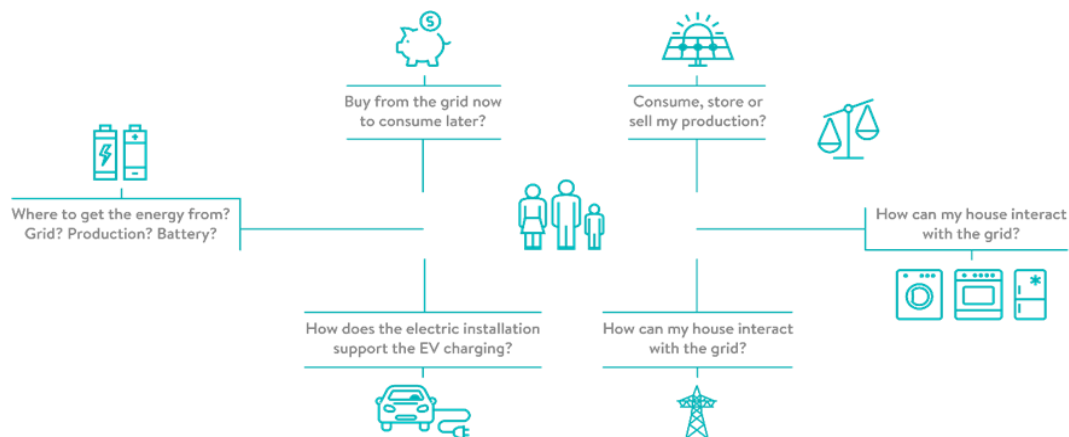 S
Buy from the grid now
to consume later?
Consume, store or
sell my production?
Where to get the energy from?
Grid? Production? Battery?
How can my house interact
with the grid?
How does the electric installation
support the EV charging?
How can my house interact
with the grid?